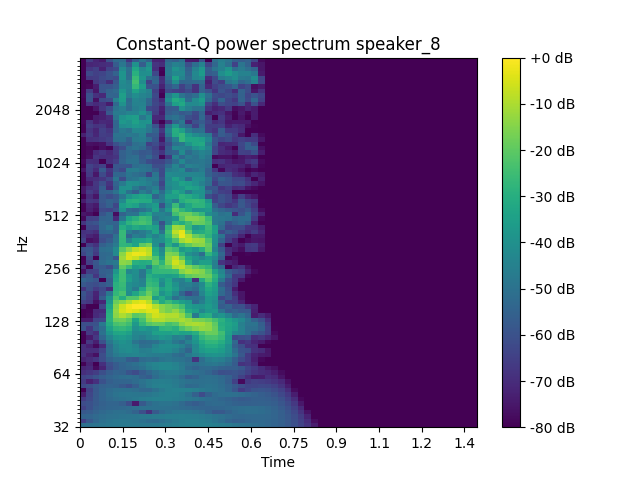 Constant-Q power spectrum speaker_8
+0 dB
2048
-10 dB
1024
-20 dB
512
-30 dB
Hz
-40 dB
256
-50 dB
128
-60 dB
64
-70 dB
32
-80 dB
0 0.15 0.3 0.45 0.6 0.75 0.9 1.1 1.2 1.4
Time